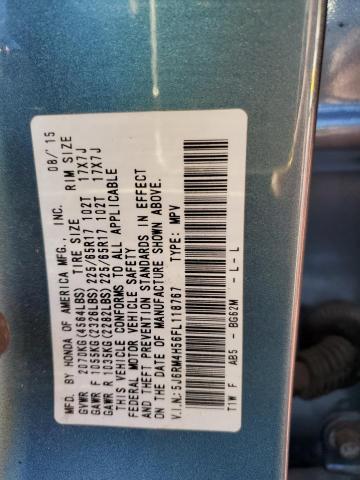 MFD. BY HONDA OF AMERICA MFG., INC. 08/'15
GVWR 2070KG(4564LBS) TIRE SIZE RIM SIZE
GAWR F 1055KG(2326LBS) 225/65R17 102T 17X7J
GAWR R 1035KG(2282LBS) 225/65R17 102T 17X7J
THIS VEHICLE CONFORMS TO ALL APPLICABLE
FEDERAL MOTOR VEHICLE SAFETY
AND THEFT PREVENTION STANDARDS IN EFFECT
ON THE DATE OF MANUFACTURE SHOWN ABOVE.
V.I.N.: 5J6RM4H56FL118767 TYPE: MPV
T1W F AB5 - BG62M - L - L